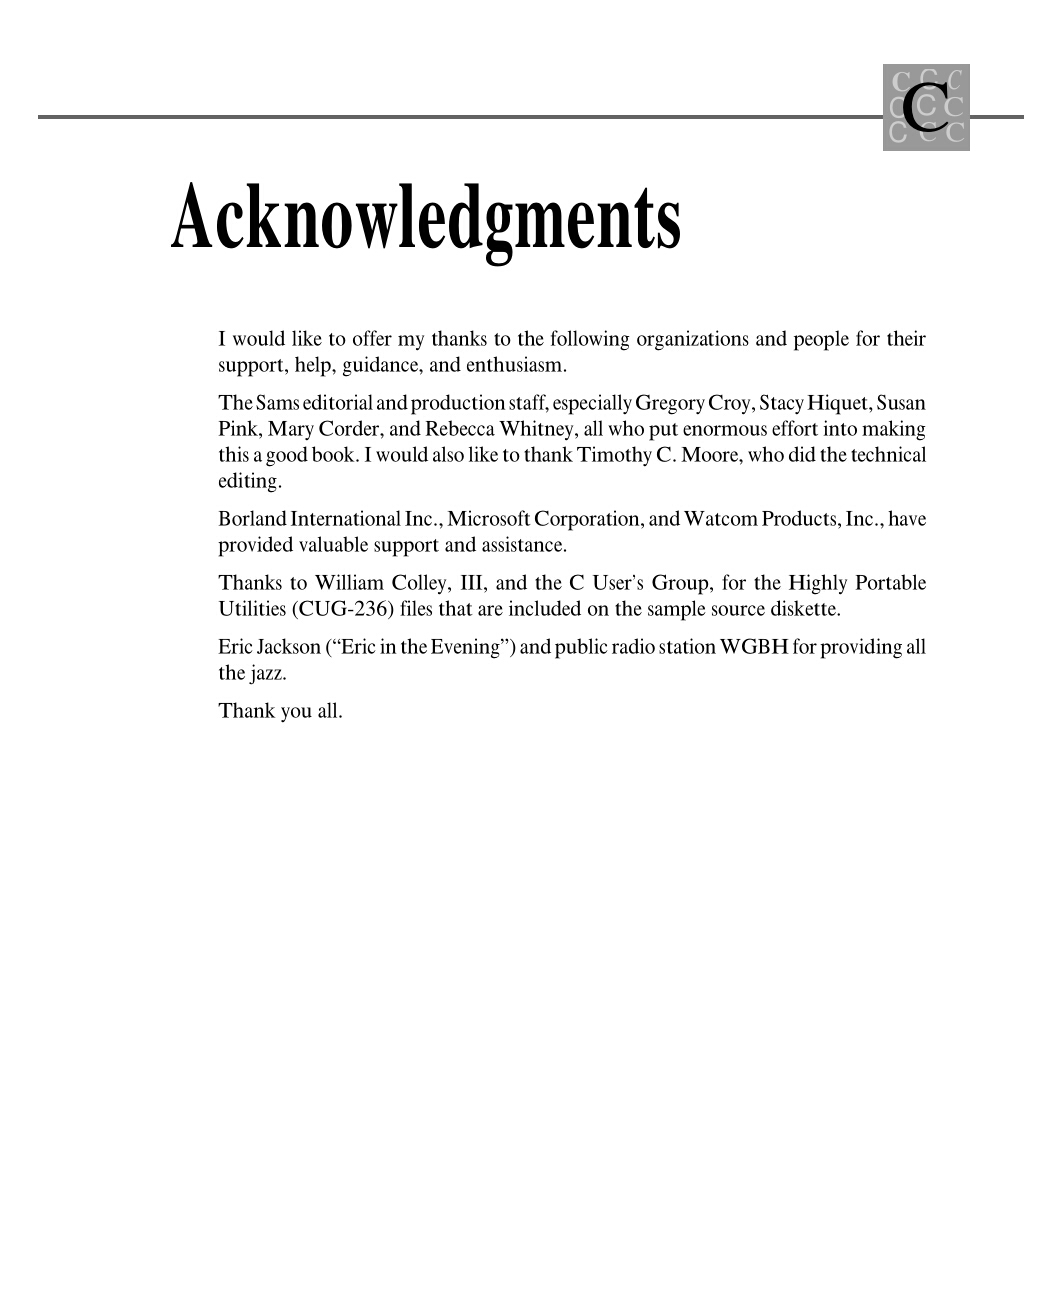 C C C
C C C
C C C
C
Acknowledgments
I would like to offer my thanks to the following organizations and people for their
support, help, guidance, and enthusiasm.
The Sams editorial and production staff, especially Gregory Croy, Stacy Hiquet, Susan
Pink, Mary Corder, and Rebecca Whitney, all who put enormous effort into making
this a good book. I would also like to thank Timothy C. Moore, who did the technical
editing.
Borland International Inc., Microsoft Corporation, and Watcom Products, Inc., have
provided valuable support and assistance.
Thanks to William Colley, III, and the C User's Group, for the Highly Portable
Utilities (CUG-236) files that are included on the sample source diskette.
Eric Jackson (“Eric in the Evening”) and public radio station WGBH for providing all
the jazz.
Thank you all.